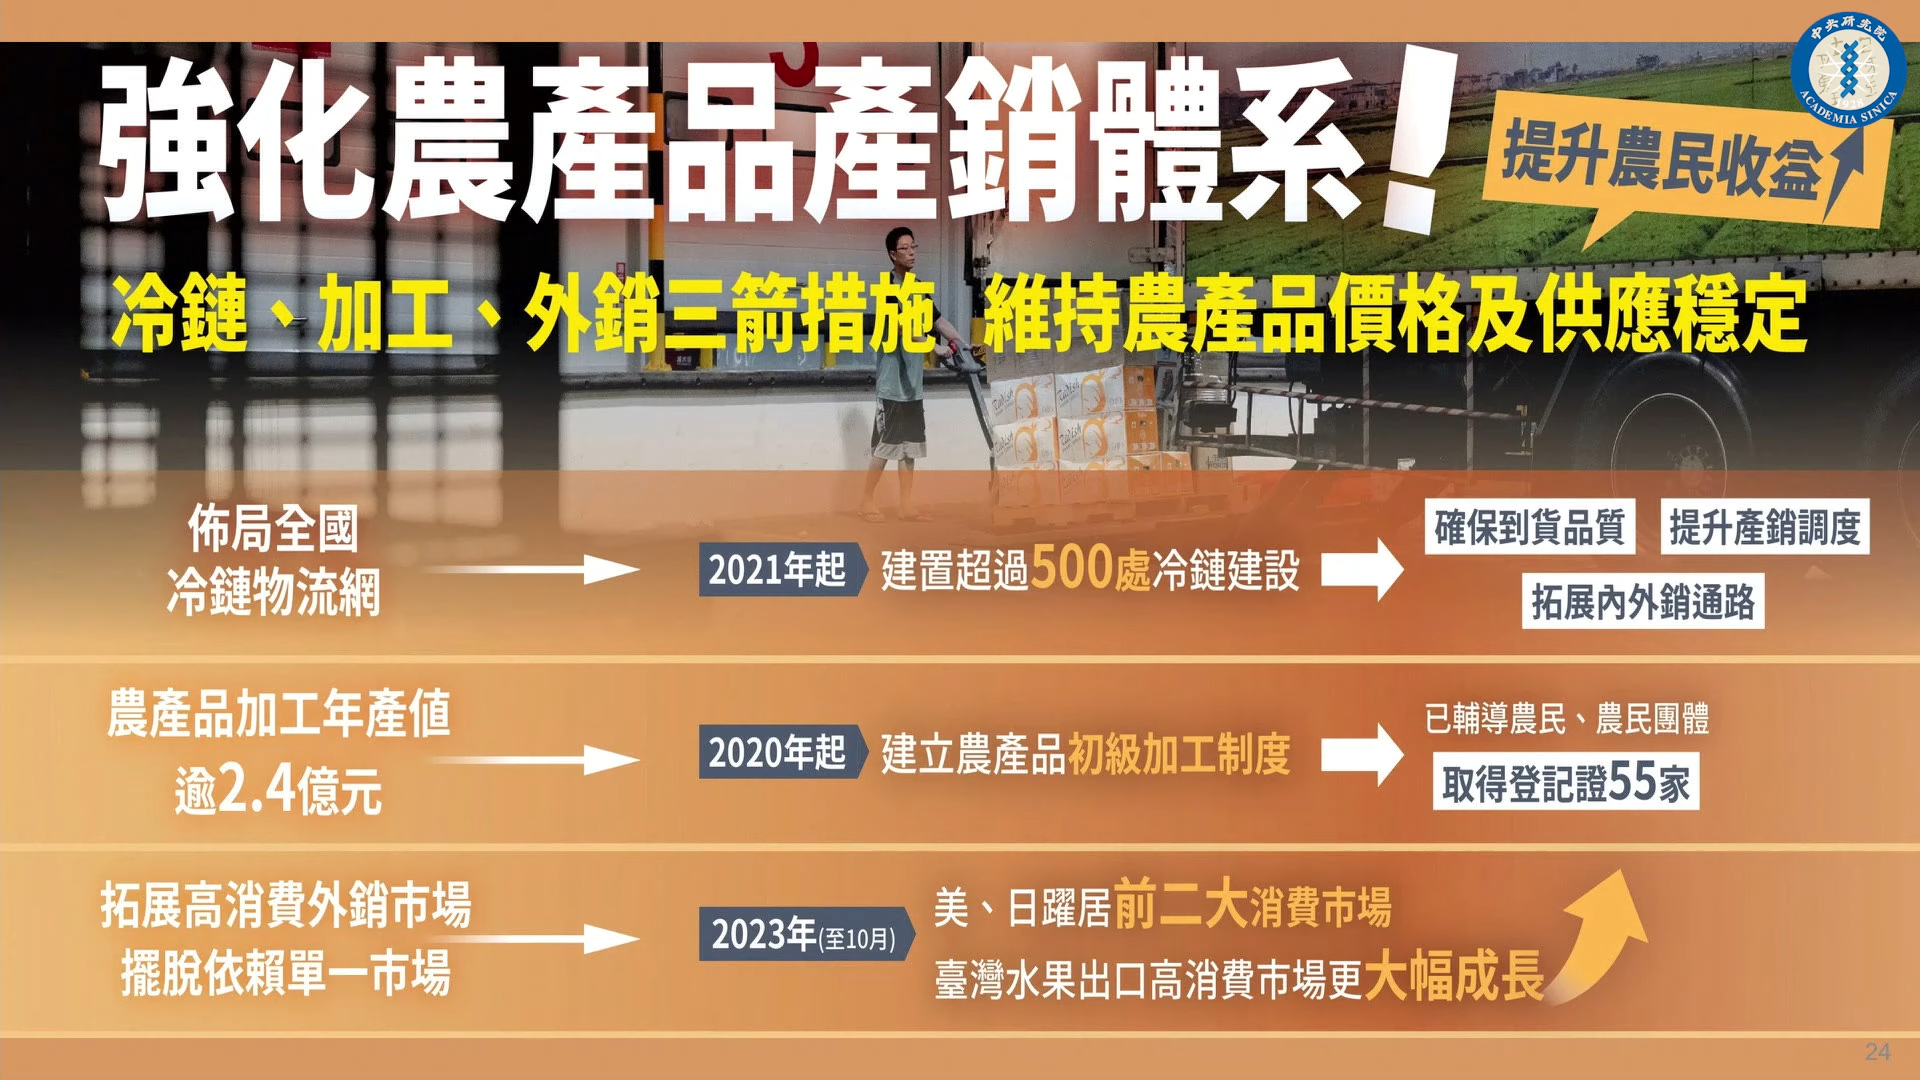 中央研究院
ACADEMIA SINICA
1928
強化農產品產銷體系!
提升農民收益
冷鏈、加工、外銷三箭措施 維持農產品價格及供應穩定
佈局全國
冷鏈物流網
2021年起
建置超過500處冷鏈建設
確保到貨品質
提升產銷調度
拓展內外銷通路
農產品加工年產值
逾2.4億元
2020年起
建立農產品初級加工制度
已輔導農民、農民團體
取得登記證55家
拓展高消費外銷市場
擺脫依賴單一市場
2023年(至10月)
美、日躍居前二大消費市場
臺灣水果出口高消費市場更大幅成長
24